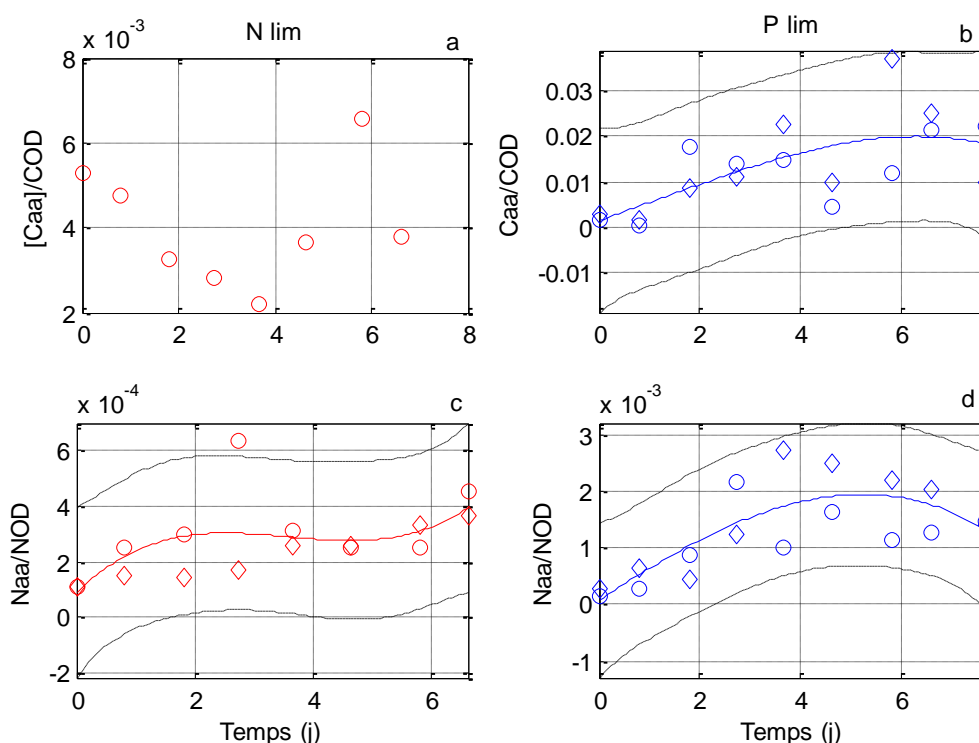 x 10^-3
N lim
a
8
6
4
2
[Caa]/COD
0 2 4 6 8
P lim
b
0.03
0.02
0.01
0
-0.01
Caa/COD
0 2 4 6
x 10^-4
c
6
4
2
0
-2
Naa/NOD
0 2 4 6
Temps (j)
x 10^-3
d
3
2
1
0
-1
Naa/NOD
0 2 4 6
Temps (j)